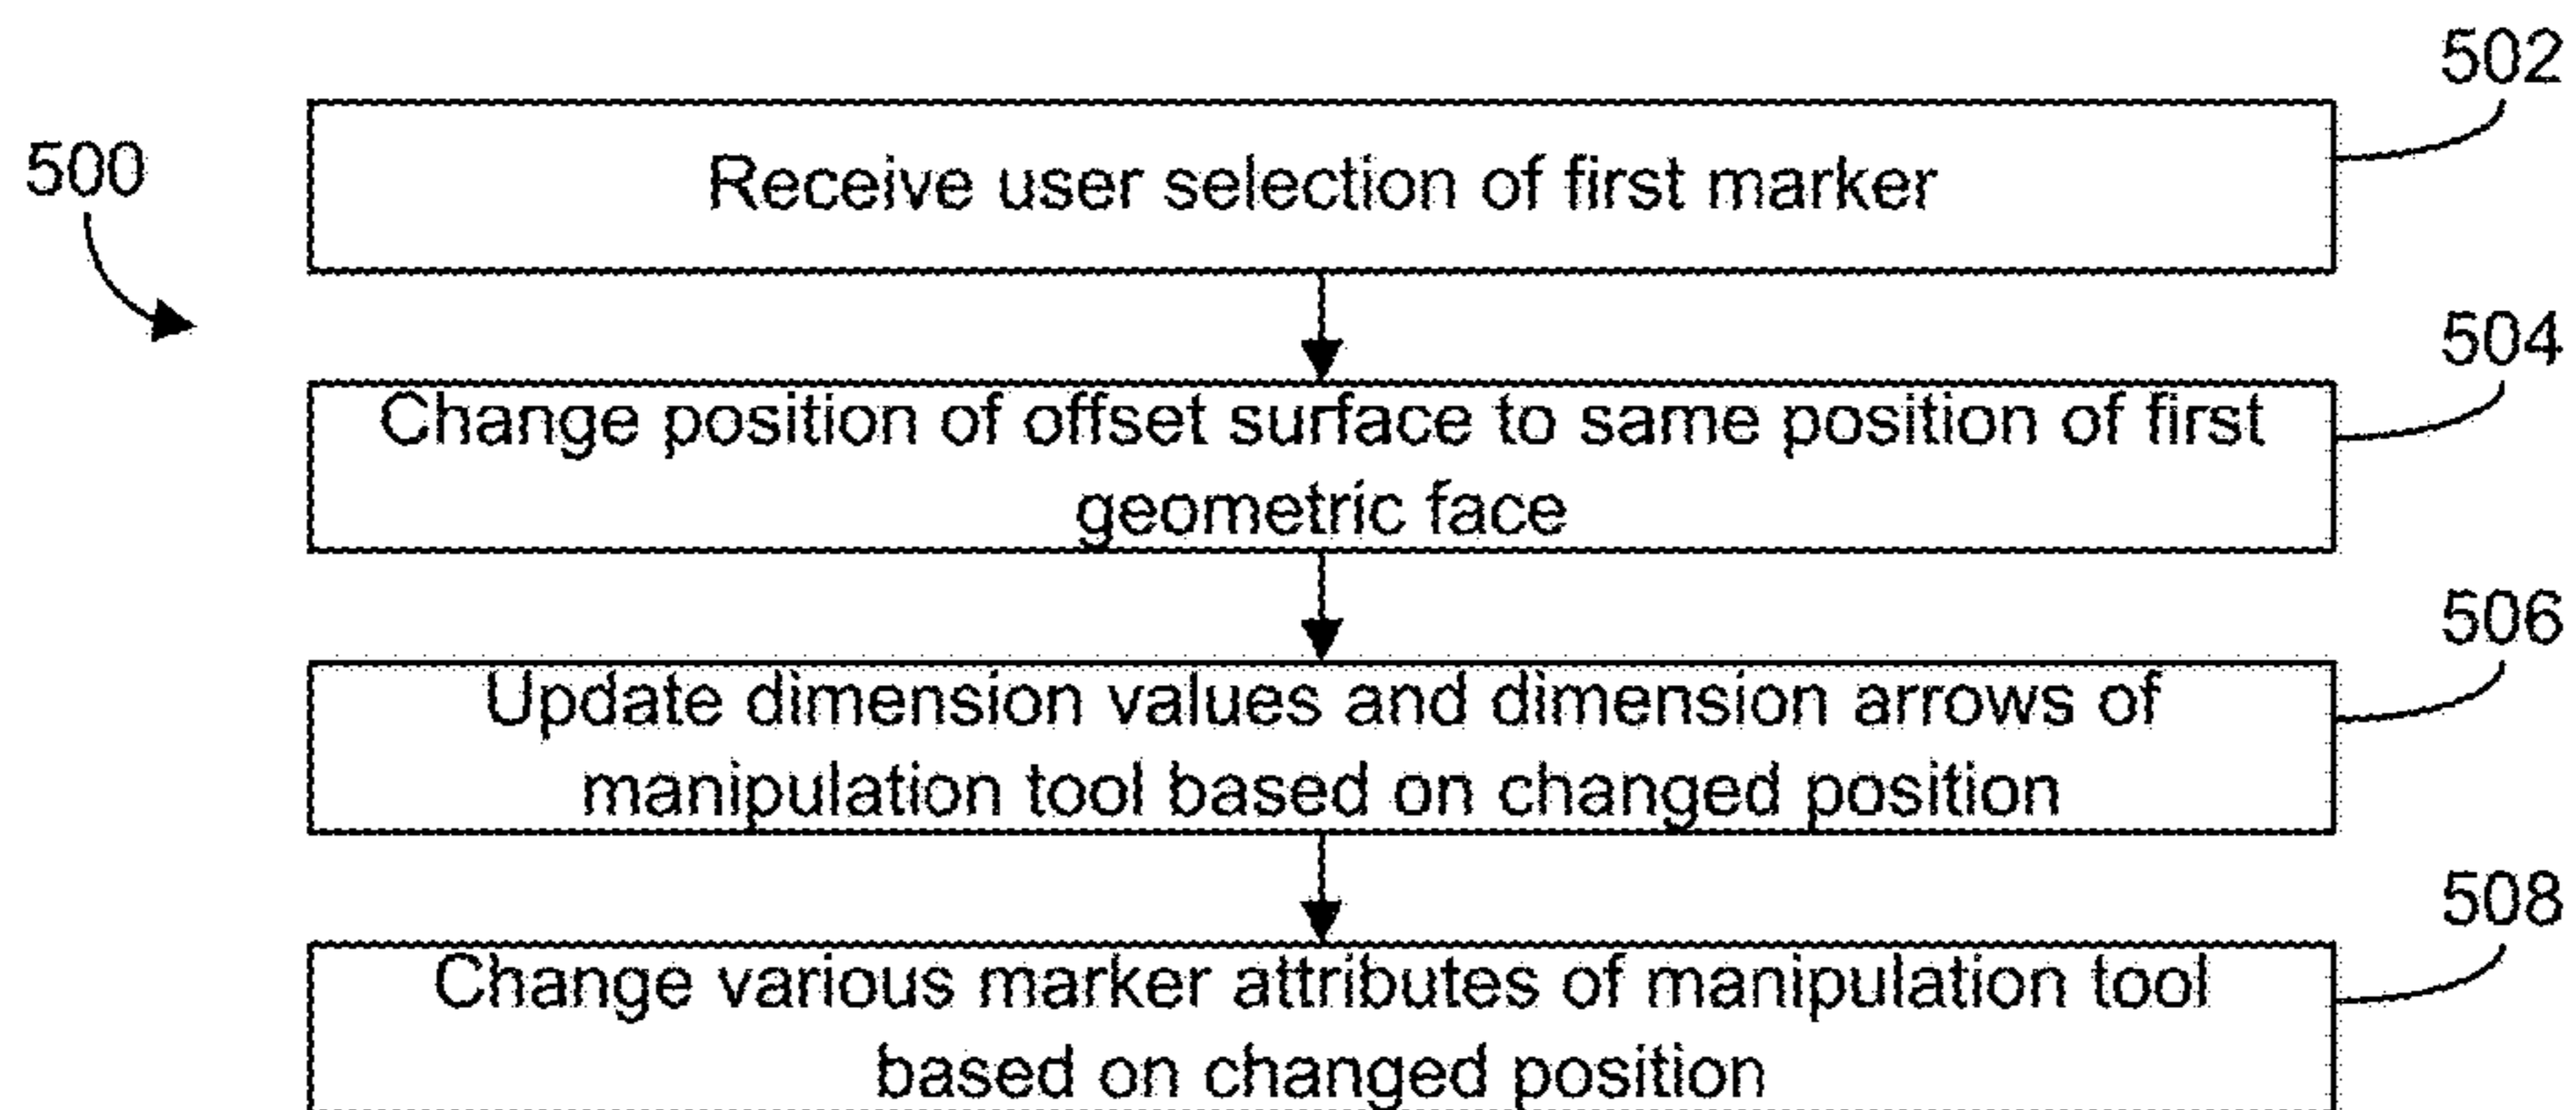 502
500
Receive user selection of first marker
504
Change position of offset surface to same position of first
geometric face
506
Update dimension values and dimension arrows of
manipulation tool based on changed position
508
Change various marker attributes of manipulation tool
based on changed position